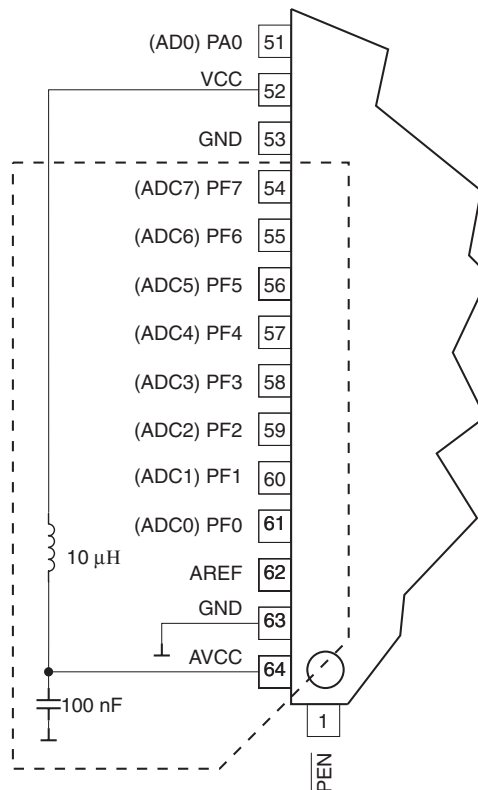 (AD0) PA0 51
VCC 52
GND 53
(ADC7) PF7 54
(ADC6) PF6 55
(ADC5) PF5 56
(ADC4) PF4 57
(ADC3) PF3 58
(ADC2) PF2 59
(ADC1) PF1 60
(ADC0) PF0 61
10 μH
AREF 62
GND 63
AVCC 64
100 nF
1
PEN